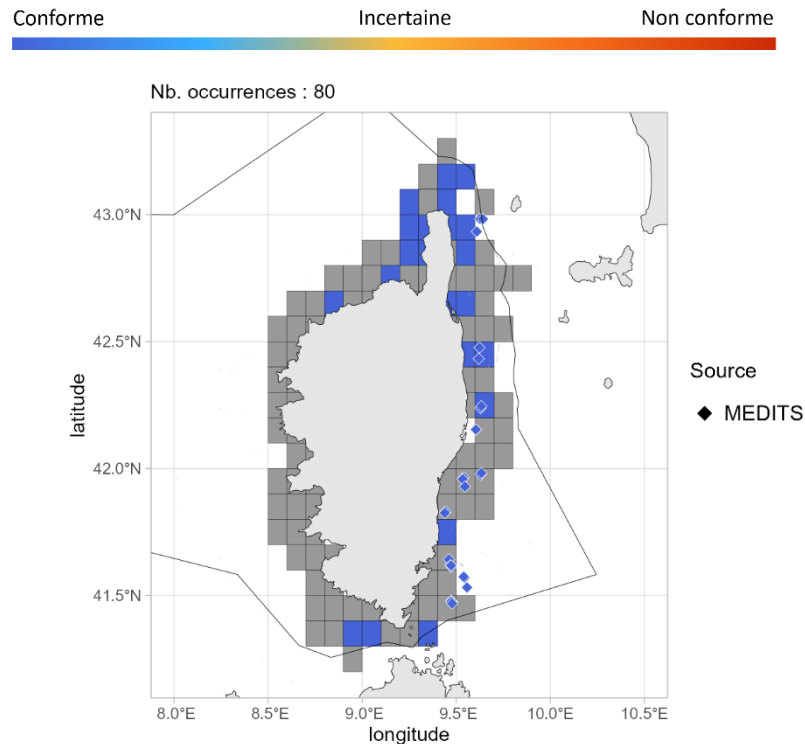 Conforme Incertaine Non conforme
Nb. occurrences : 80
43.0°N
42.5°N
42.0°N
41.5°N
latitude
8.0°E 8.5°E 9.0°E 9.5°E 10.0°E 10.5°E
longitude
Source
MEDITS